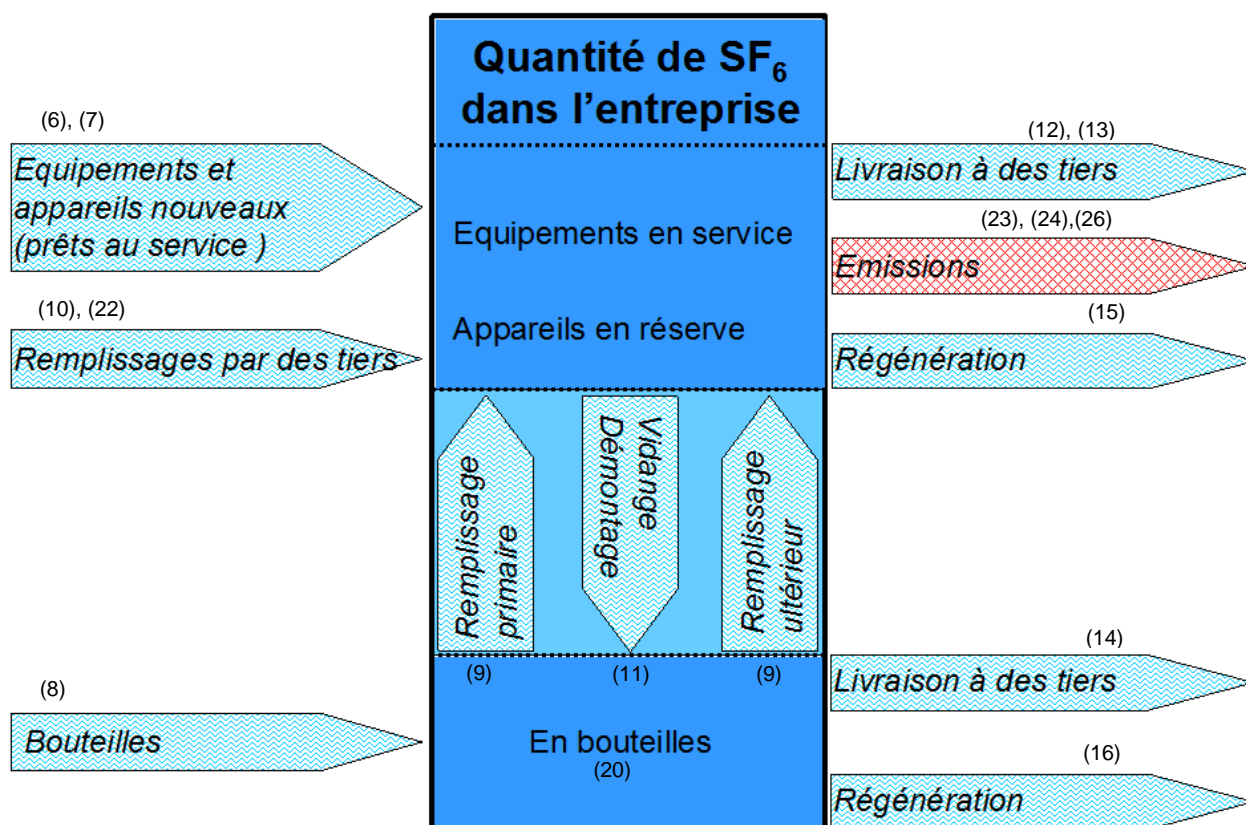 Quantité de SF6
dans l'entreprise
(6), (7)
Equipements et
appareils nouveaux
(prêts au service )
(10), (22)
Remplissages par des tiers
(8)
Bouteilles
Equipements en service
Appareils en réserve
Remplissage
primaire
(9)
Vidange
Démontage
(11)
Remplissage
ultérieur
(9)
En bouteilles
(20)
(12), (13)
Livraison à des tiers
(23), (24),(26)
Emissions
(15)
Régénération
(14)
Livraison à des tiers
(16)
Régénération